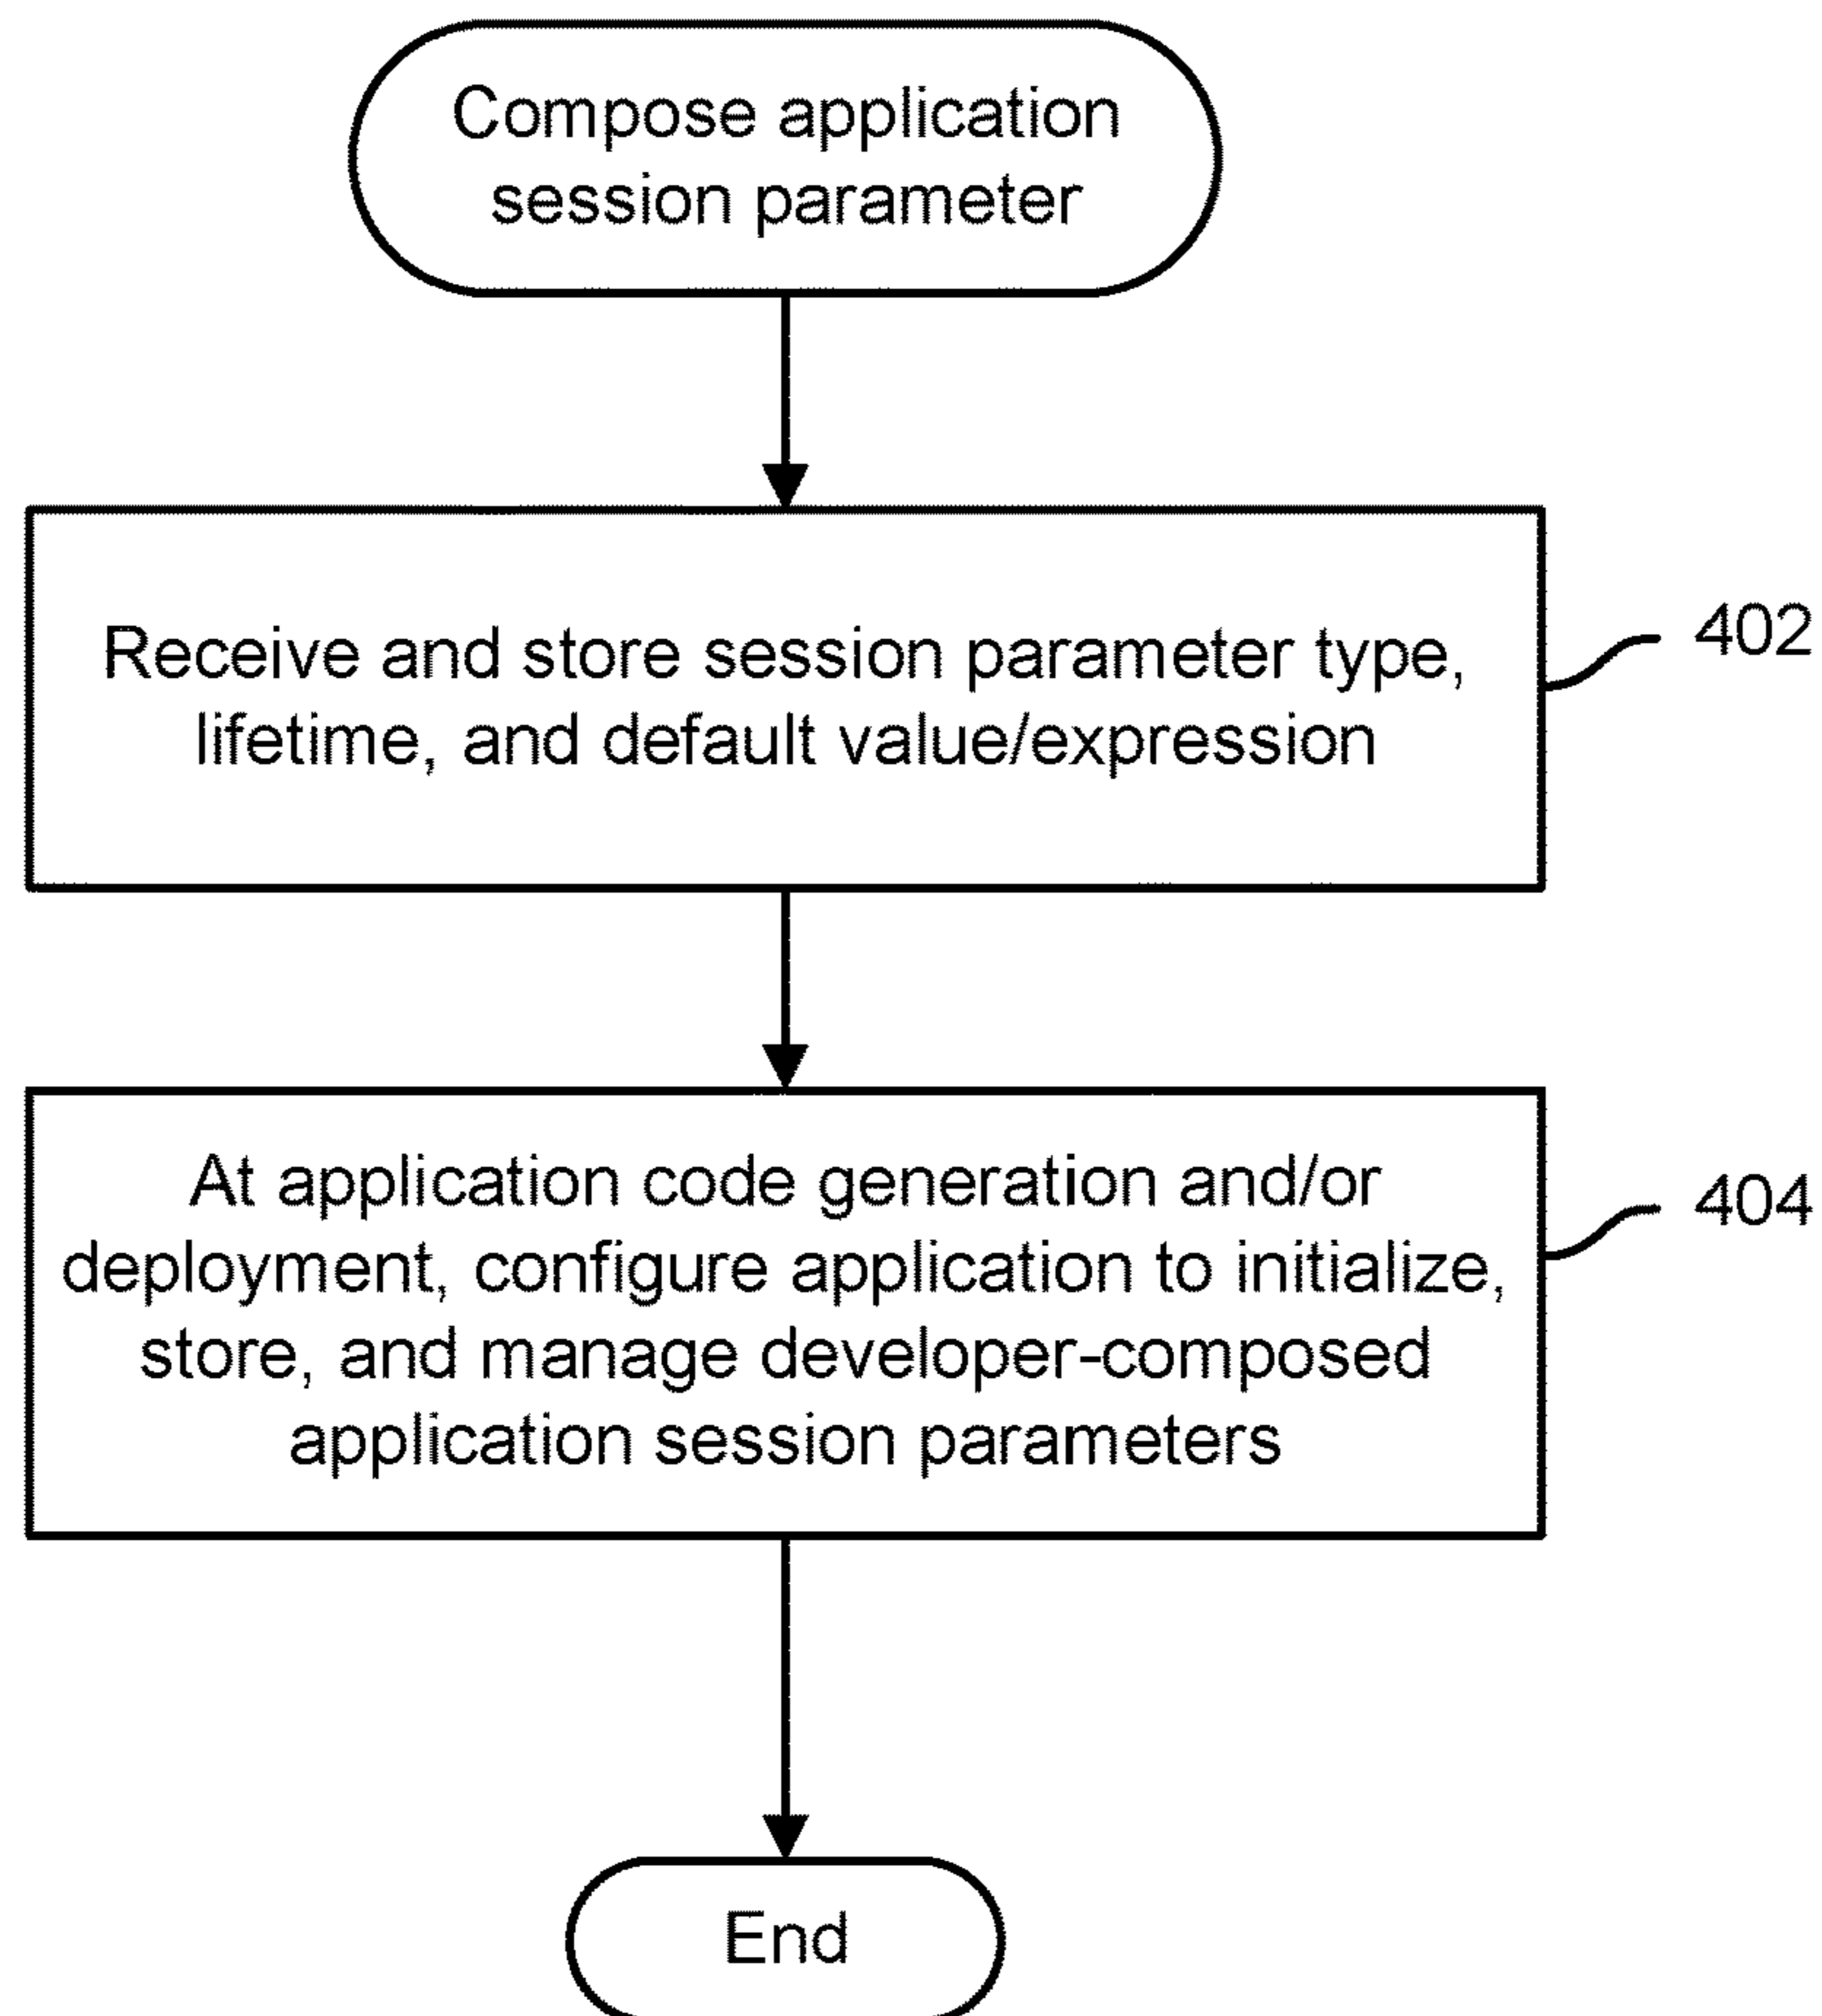 Compose application
session parameter
Receive and store session parameter type,
lifetime, and default value/expression
402
At application code generation and/or
deployment, configure application to initialize,
store, and manage developer-composed
application session parameters
404
End